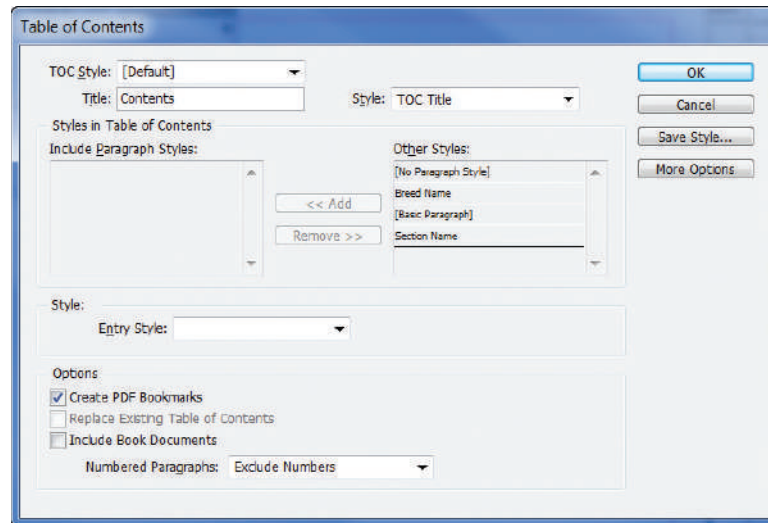 Table of Contents
TOC Style: [Default]
OK
Title: Contents
Style: TOC Title
Cancel
Styles in Table of Contents
Save Style...
Include Paragraph Styles:
Other Styles:
More Options
[No Paragraph Style]
Breed Name
<< Add
[Basic Paragraph]
Remove >>
Section Name
Style:
Entry Style:
Options
Create PDF Bookmarks
Replace Existing Table of Contents
Include Book Documents
Numbered Paragraphs: Exclude Numbers